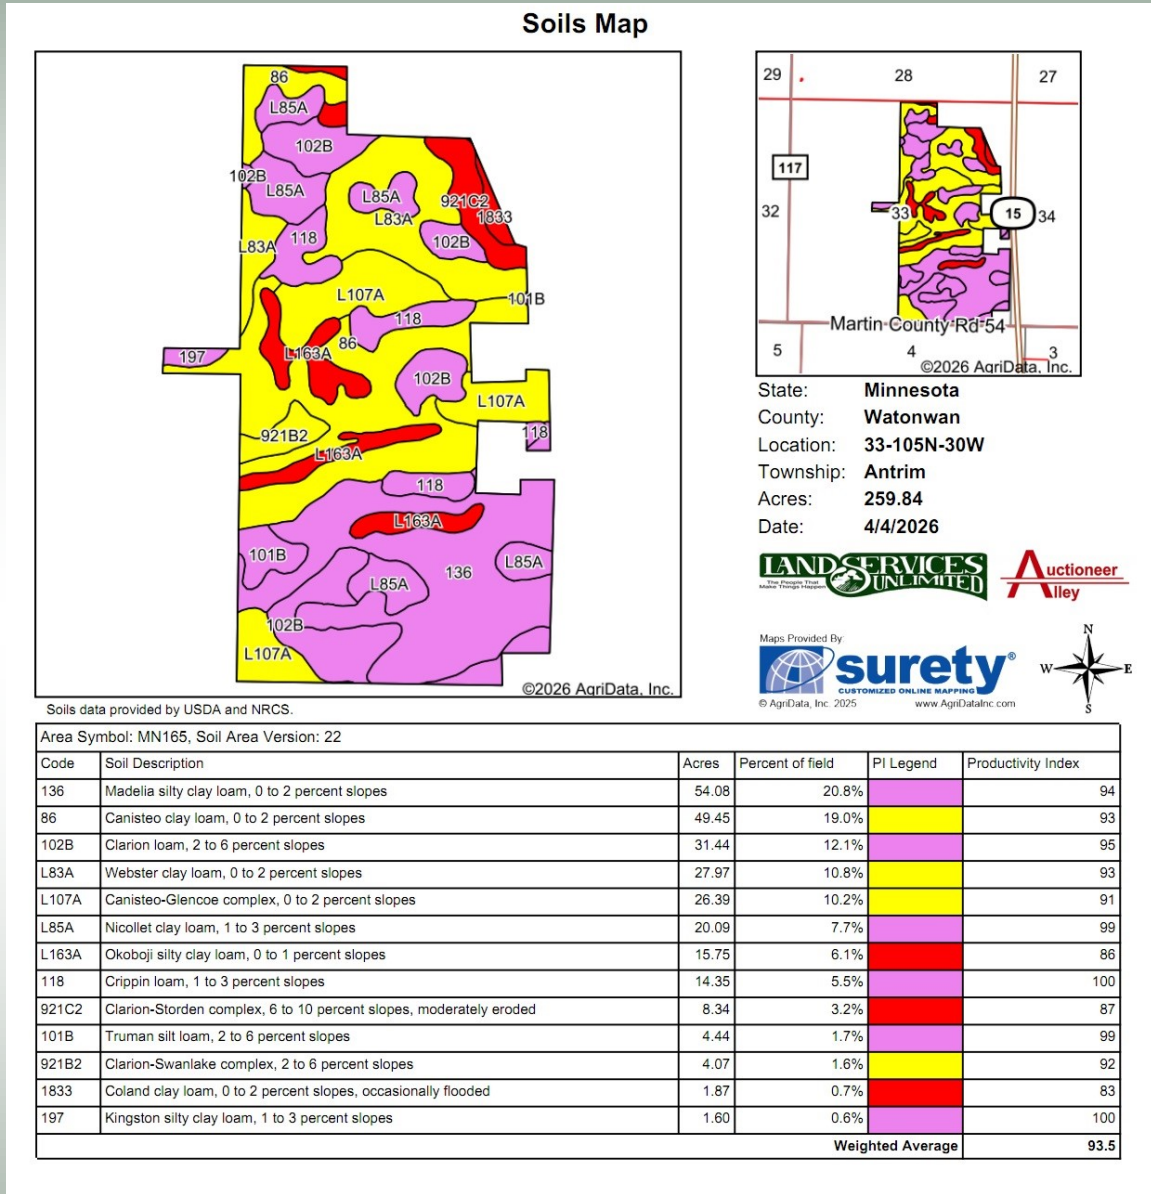 Soils Map
86
L85A
102B
102B
L85A
L85A
L83A
921C2
1833
118
102B
L83A
L107A
101B
118
86
L163A
197
102B
L107A
921B2
118
L163A
118
L163A
101B
136
L85A
L85A
102B
L107A
©2026 AgriData, Inc.
Soils data provided by USDA and NRCS.
29
28
27
117
32
33
15
34
Martin County Rd 54
5
4
3
©2026 AgriData, Inc.
State: Minnesota
County: Watonwan
Location: 33-105N-30W
Township: Antrim
Acres: 259.84
Date: 4/4/2026
LAND SERVICES
UNLIMITED
The People That
Make Things Happen
Auctioneer
Alley
Maps Provided By:
surety®
CUSTOMIZED ONLINE MAPPING
© AgriData, Inc. 2025 www.AgriDataInc.com
N
W E
S
Area Symbol: MN165, Soil Area Version: 22
Code Soil Description Acres Percent of field PI Legend Productivity Index
136 Madelia silty clay loam, 0 to 2 percent slopes 54.08 20.8% 94
86 Canisteo clay loam, 0 to 2 percent slopes 49.45 19.0% 93
102B Clarion loam, 2 to 6 percent slopes 31.44 12.1% 95
L83A Webster clay loam, 0 to 2 percent slopes 27.97 10.8% 93
L107A Canisteo-Glencoe complex, 0 to 2 percent slopes 26.39 10.2% 91
L85A Nicollet clay loam, 1 to 3 percent slopes 20.09 7.7% 99
L163A Okoboji silty clay loam, 0 to 1 percent slopes 15.75 6.1% 86
118 Crippin loam, 1 to 3 percent slopes 14.35 5.5% 100
921C2 Clarion-Storden complex, 6 to 10 percent slopes, moderately eroded 8.34 3.2% 87
101B Truman silt loam, 2 to 6 percent slopes 4.44 1.7% 99
921B2 Clarion-Swanlake complex, 2 to 6 percent slopes 4.07 1.6% 92
1833 Coland clay loam, 0 to 2 percent slopes, occasionally flooded 1.87 0.7% 83
197 Kingston silty clay loam, 1 to 3 percent slopes 1.60 0.6% 100
Weighted Average 93.5